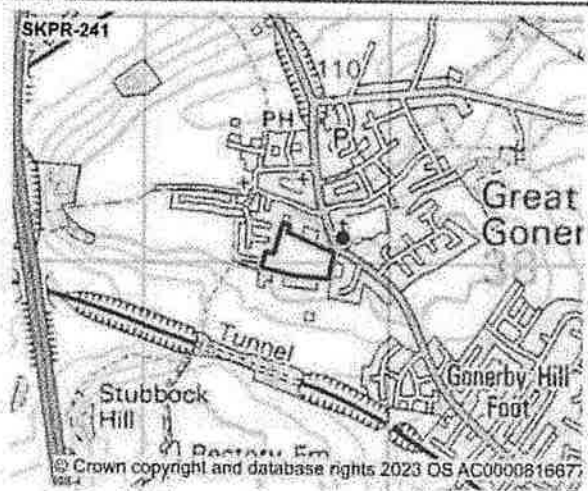 SKPR-241
110
PH
P
Great
Goner
38
Tunnel
Gonerby Hill
Foot
Stubbock
Hill
© Crown copyright and database rights 2023 OS AC0000816677